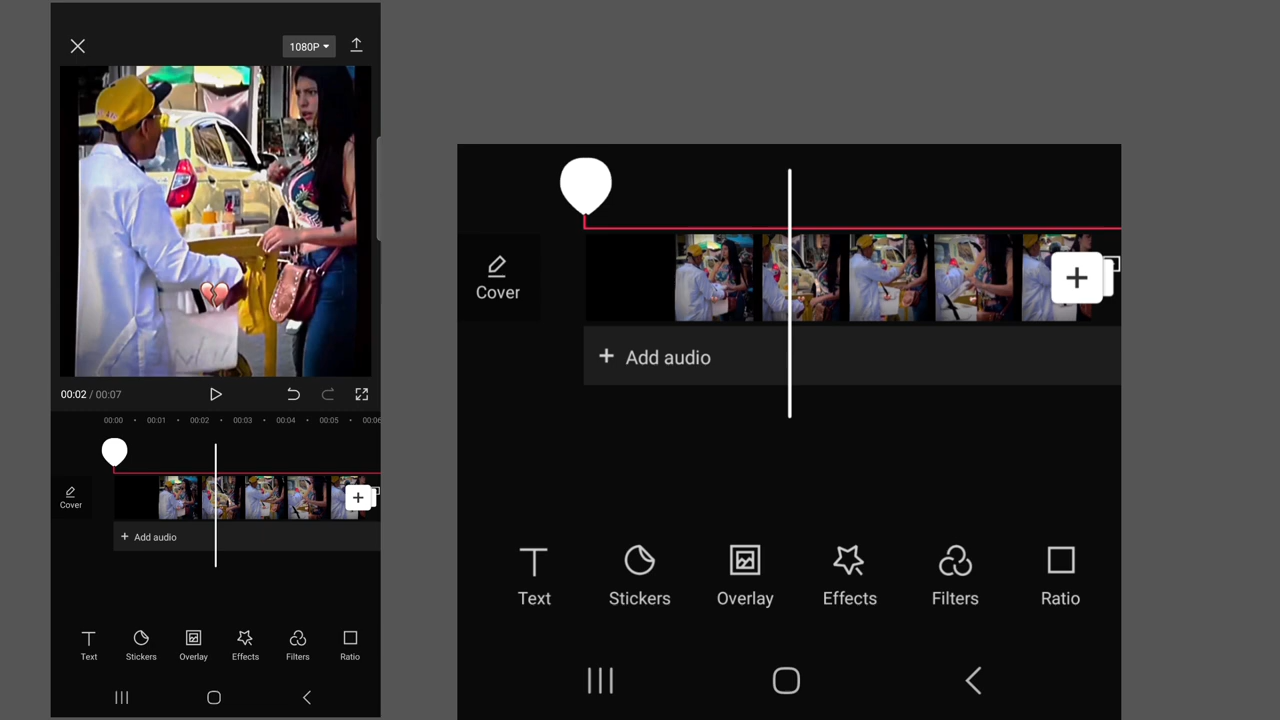 1080P
00:02 / 00:07
00:00 00:01 00:02 00:03 00:04 00:05 00:06
Cover
+ Add audio
Text Stickers Overlay Effects Filters Ratio
Cover
+ Add audio
Text Stickers Overlay Effects Filters Ratio